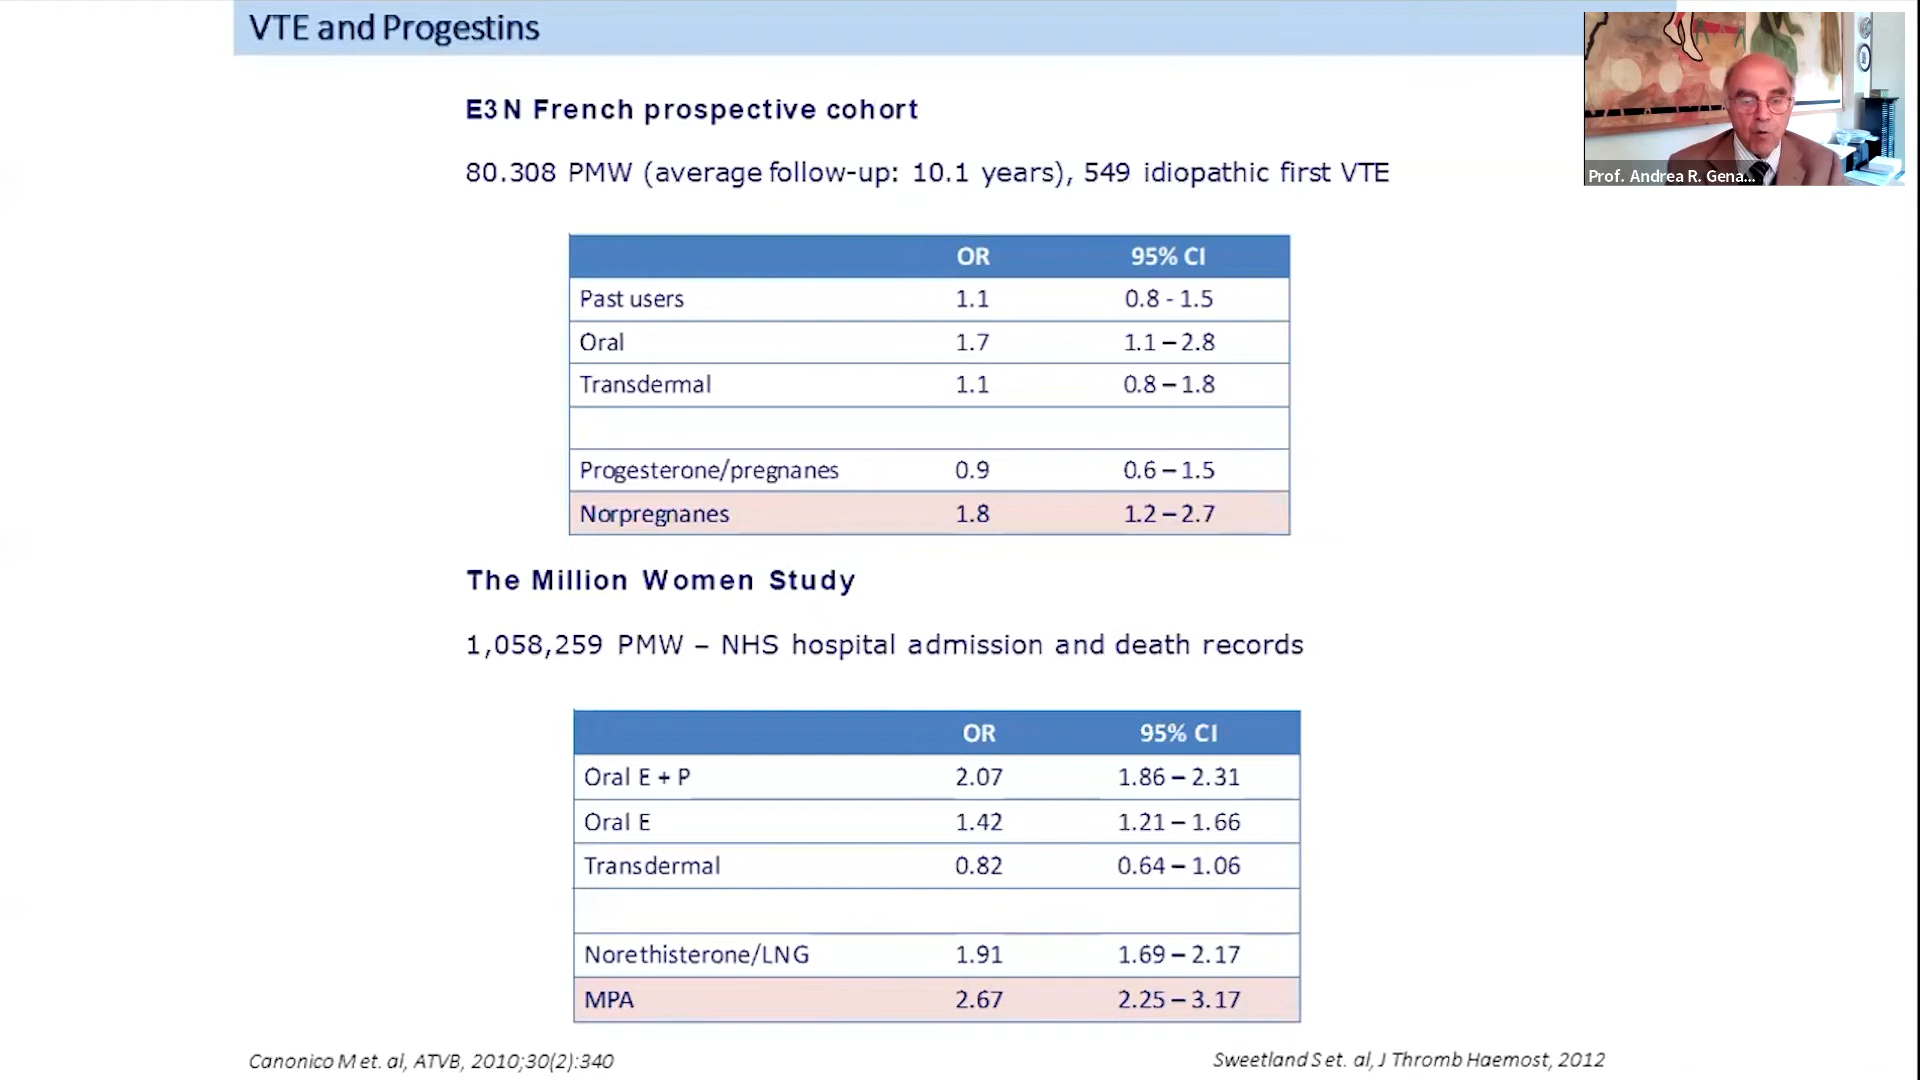 VTE and Progestins
Prof. Andrea R. Gena...
E3N French prospective cohort
80.308 PMW (average follow-up: 10.1 years), 549 idiopathic first VTE
OR 95% CI
Past users 1.1 0.8 - 1.5
Oral 1.7 1.1 – 2.8
Transdermal 1.1 0.8 – 1.8
Progesterone/pregnanes 0.9 0.6 – 1.5
Norpregnanes 1.8 1.2 – 2.7
The Million Women Study
1,058,259 PMW – NHS hospital admission and death records
OR 95% CI
Oral E + P 2.07 1.86 – 2.31
Oral E 1.42 1.21 – 1.66
Transdermal 0.82 0.64 – 1.06
Norethisterone/LNG 1.91 1.69 – 2.17
MPA 2.67 2.25 – 3.17
Canonico M et. al, ATVB, 2010;30(2):340
Sweetland S et. al, J Thromb Haemost, 2012